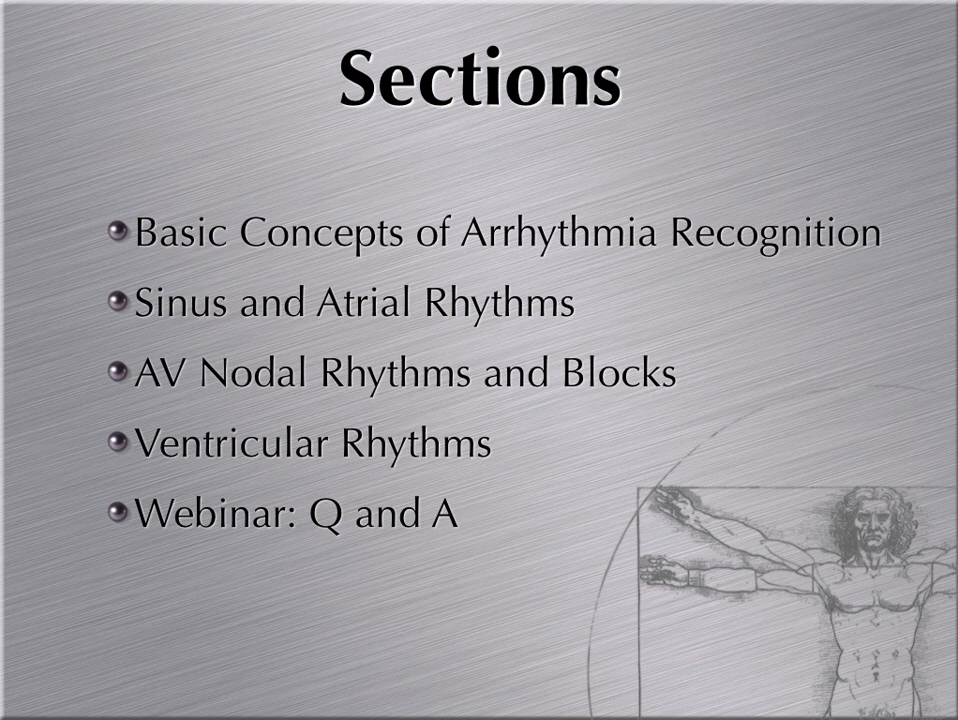 Sections
Basic Concepts of Arrhythmia Recognition
Sinus and Atrial Rhythms
AV Nodal Rhythms and Blocks
Ventricular Rhythms
Webinar: Q and A